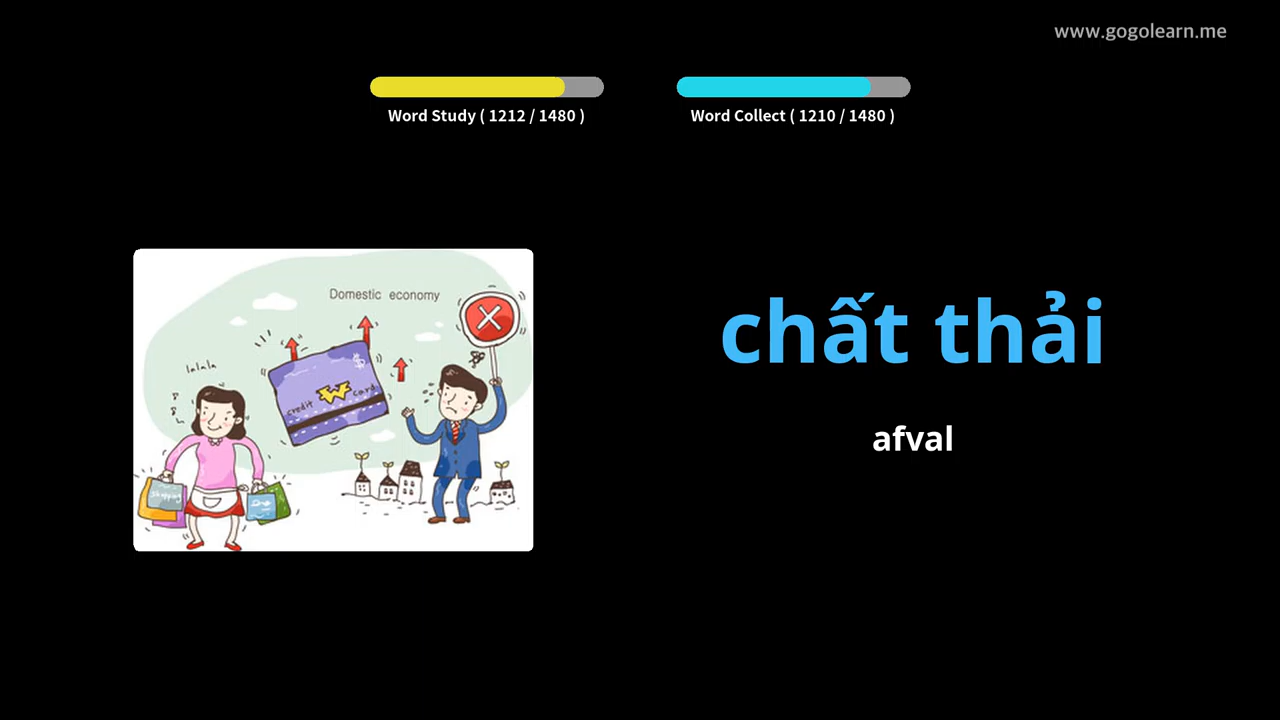 www.gogolearn.me
Word Study ( 1212 / 1480 )
Word Collect ( 1210 / 1480 )
Domestic economy
lalala
$
W
credit card
Shopping
chất thải
afval